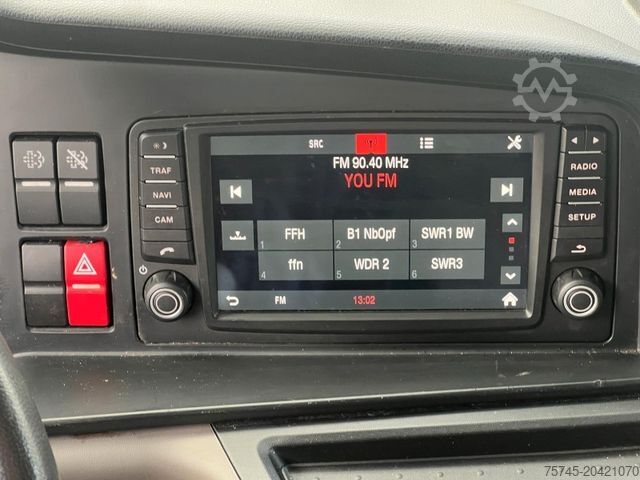 SRC
FM 90.40 MHz
YOU FM
1 FFH
2 B1 NbOpf
3 SWR1 BW
4 ffn
5 WDR 2
6 SWR3
FM
13:02
TRAF
NAVI
CAM
RADIO
MEDIA
SETUP
75745-20421070